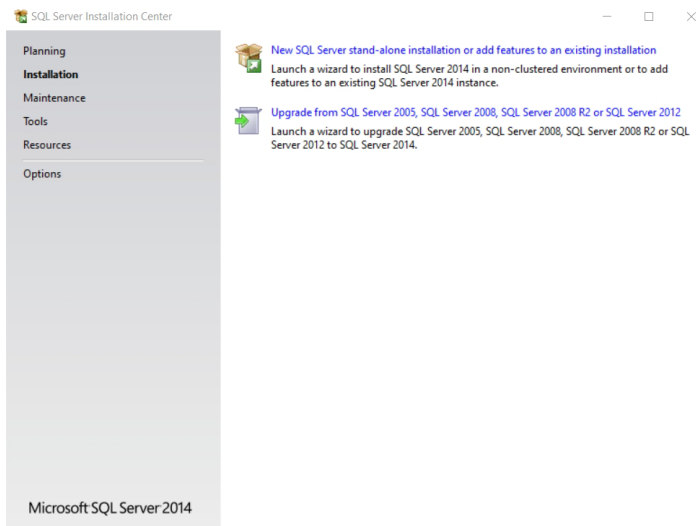 SQL Server Installation Center
Planning
Installation
Maintenance
Tools
Resources
Options
New SQL Server stand-alone installation or add features to an existing installation
Launch a wizard to install SQL Server 2014 in a non-clustered environment or to add
features to an existing SQL Server 2014 instance.
Upgrade from SQL Server 2005, SQL Server 2008, SQL Server 2008 R2 or SQL Server 2012
Launch a wizard to upgrade SQL Server 2005, SQL Server 2008, SQL Server 2008 R2 or SQL
Server 2012 to SQL Server 2014.
Microsoft SQL Server 2014